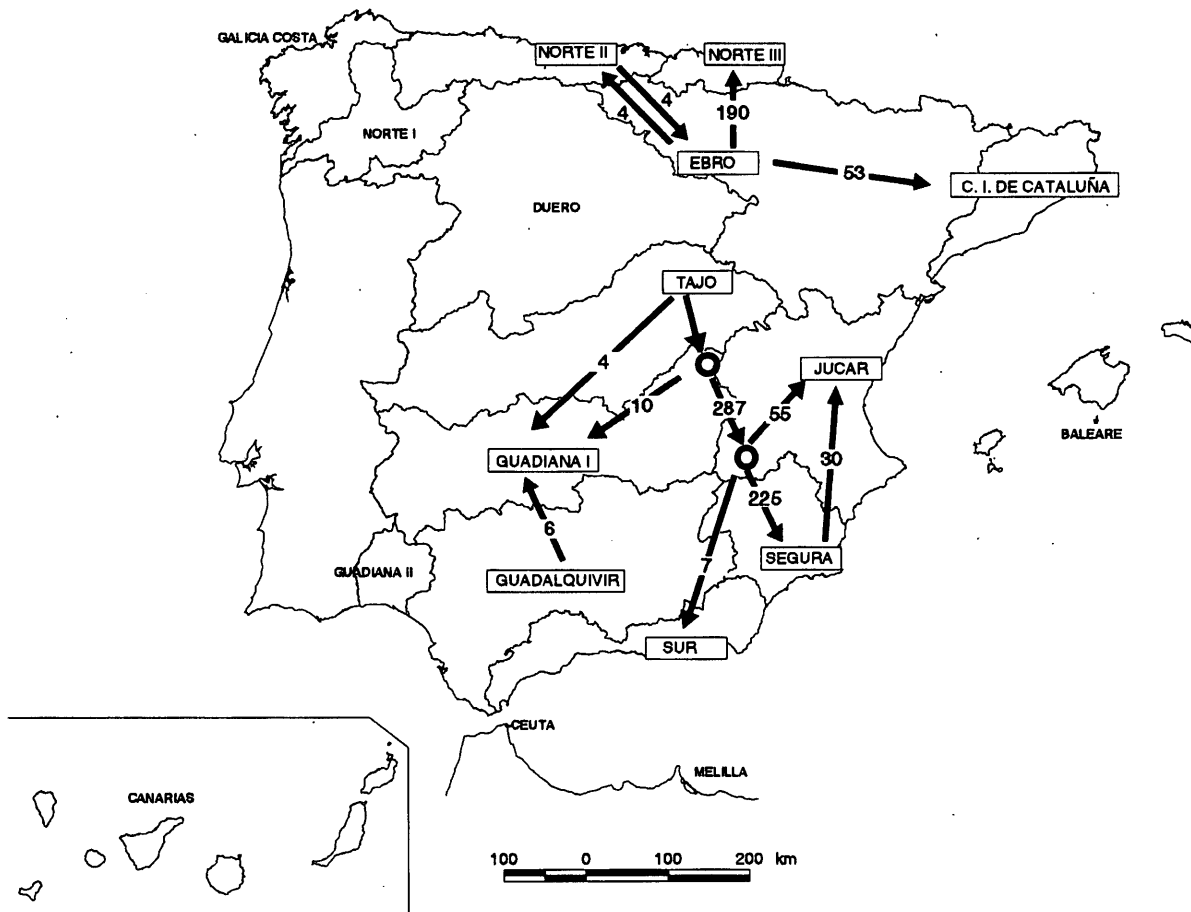 GALICIA COSTA
NORTE II
NORTE III
4
4
190
NORTE I
EBRO
53
C. I. DE CATALUÑA
DUERO
TAJO
4
JUCAR
10
287
55
BALEARE
GUADIANA I
30
225
6
SEGURA
7
GUADIANA II
GUADALQUIVIR
SUR
CEUTA
MELILLA
CANARIAS
100 0 100 200 km